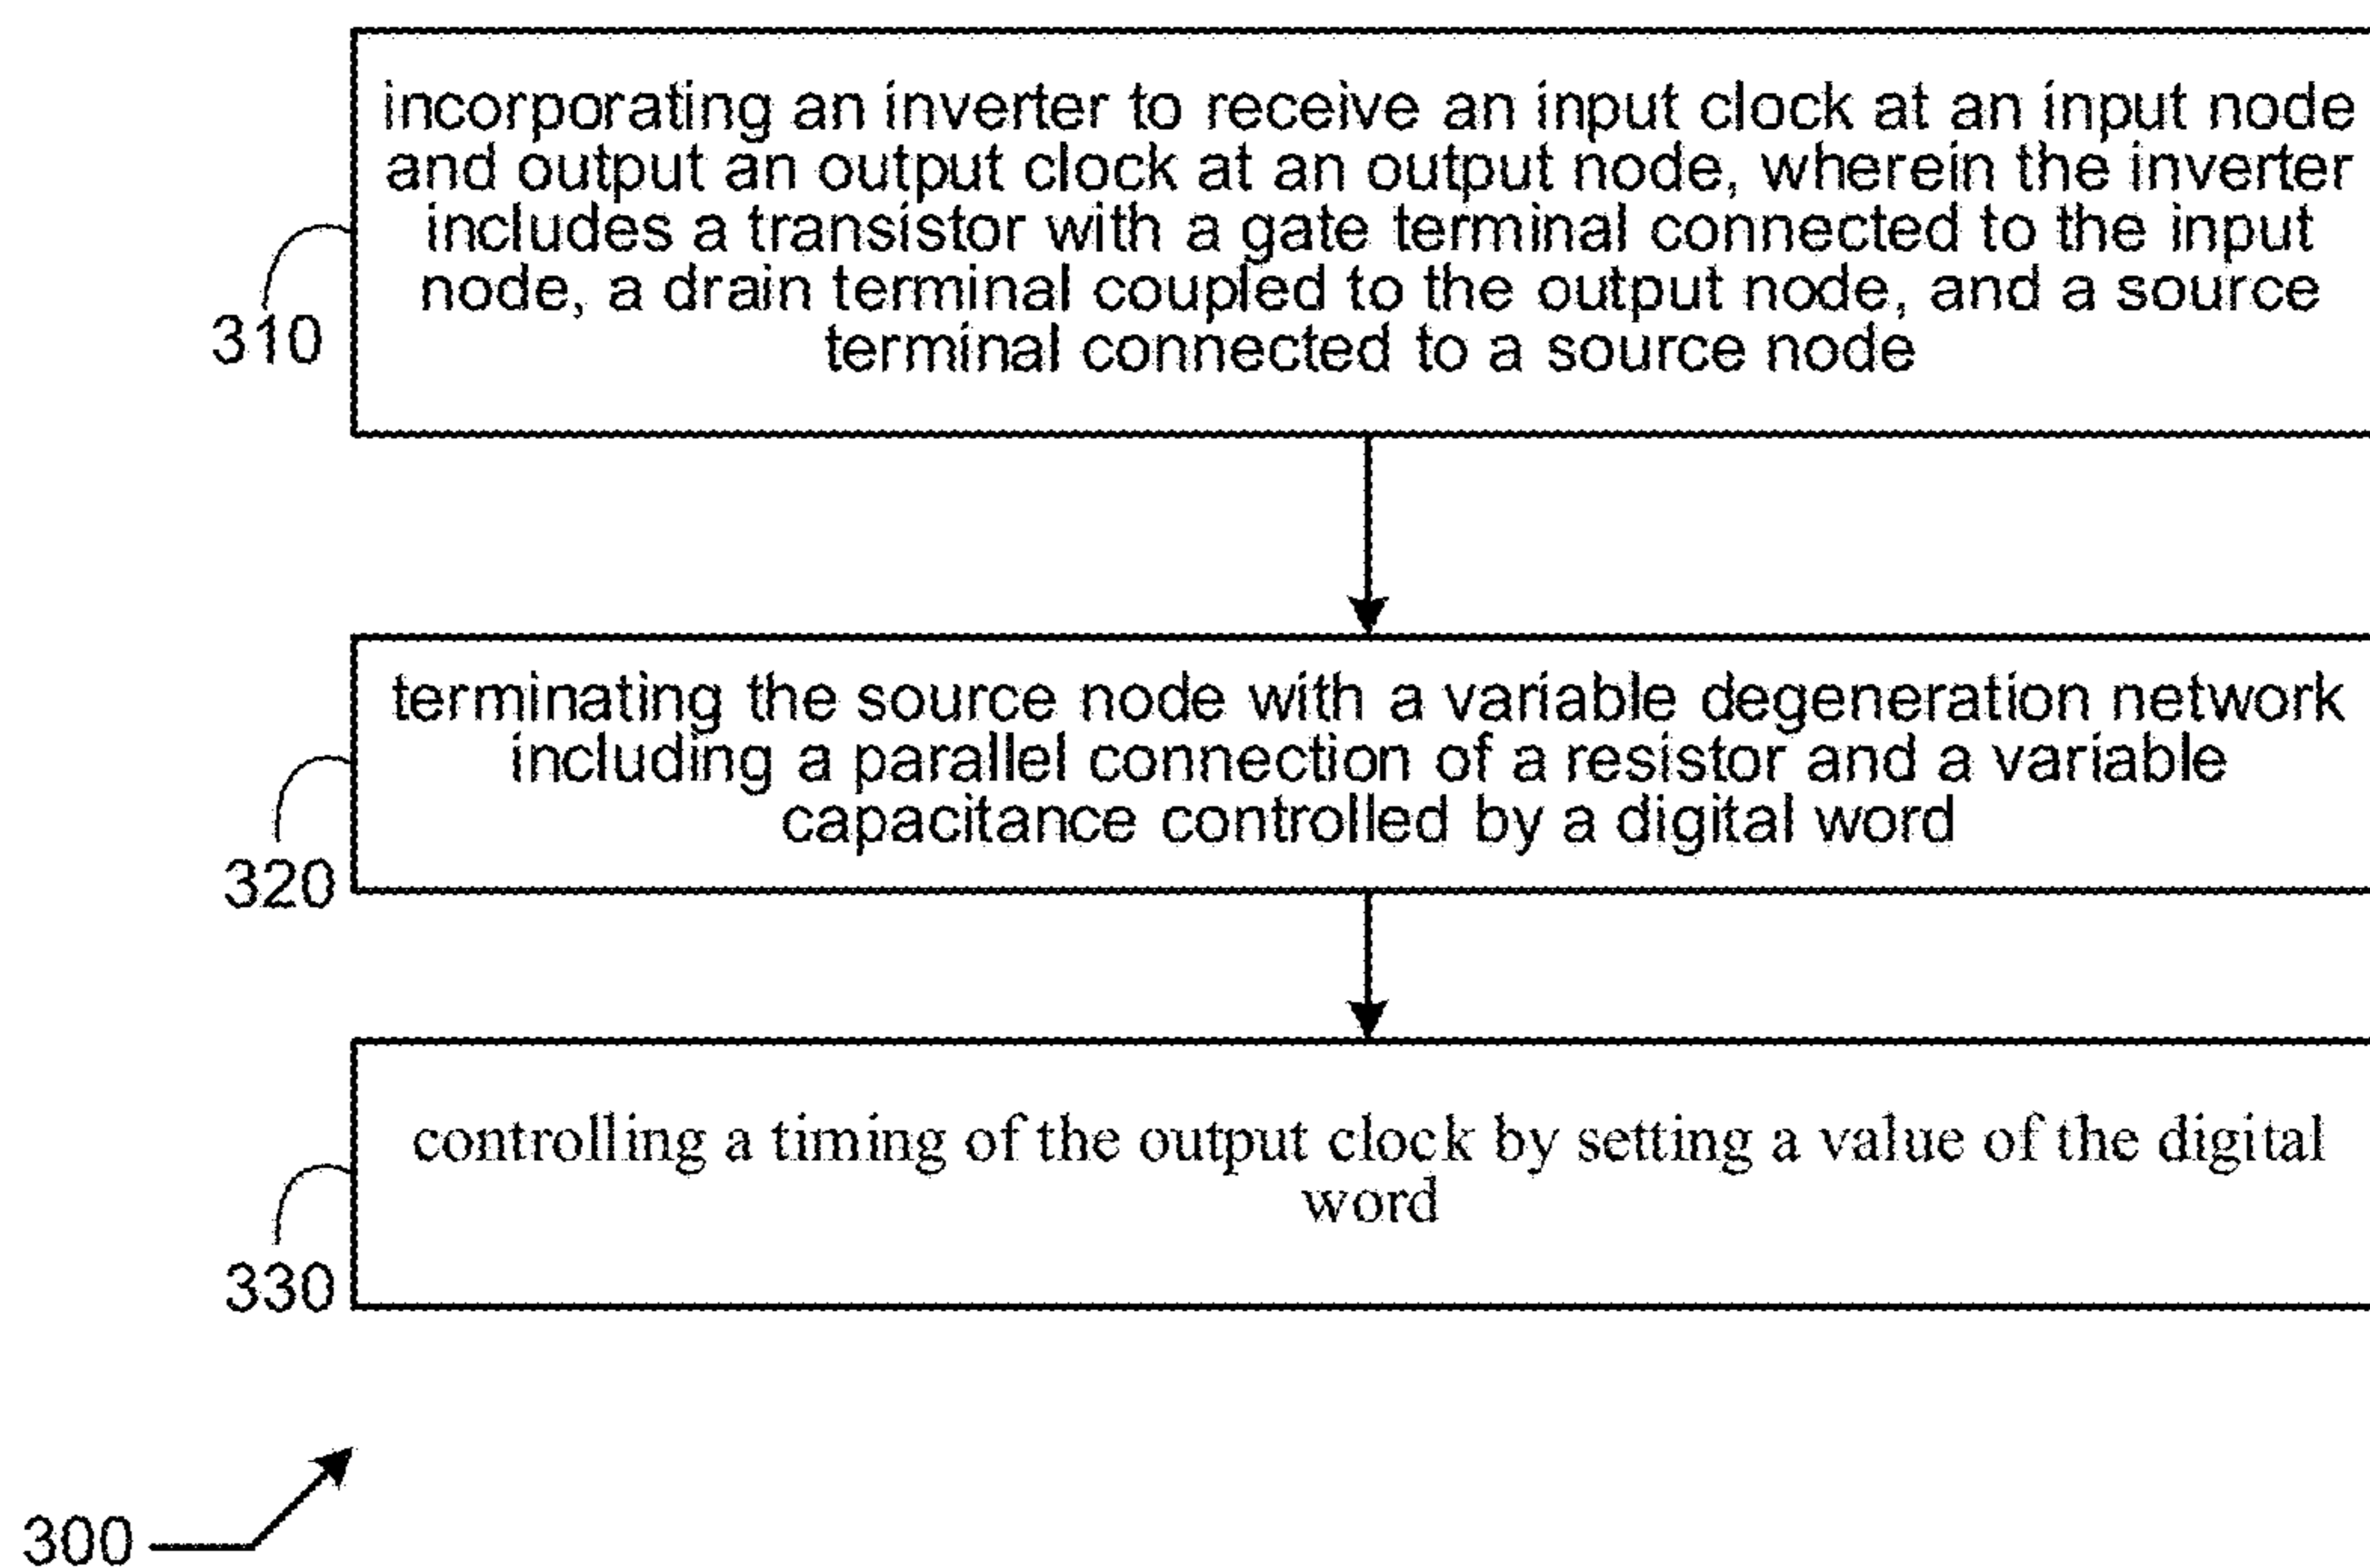 incorporating an inverter to receive an input clock at an input node
and output an output clock at an output node, wherein the inverter
includes a transistor with a gate terminal connected to the input
node, a drain terminal coupled to the output node, and a source
terminal connected to a source node
310
terminating the source node with a variable degeneration network
including a parallel connection of a resistor and a variable
capacitance controlled by a digital word
320
controlling a timing of the output clock by setting a value of the digital
word
330
300